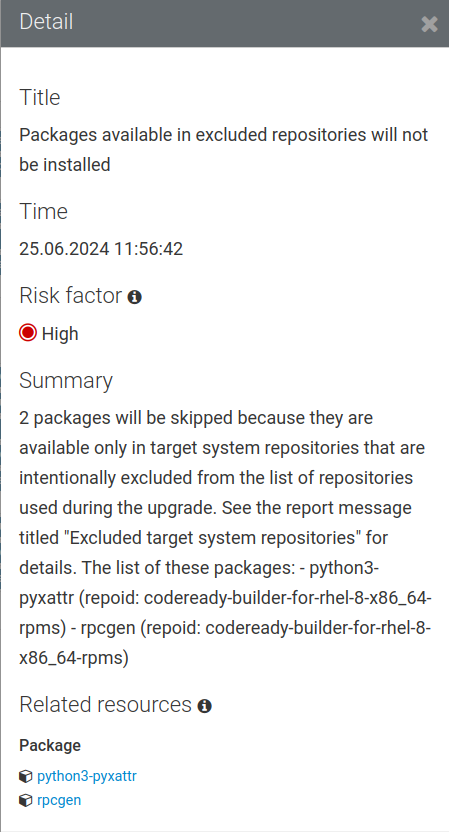 Detail
Title
Packages available in excluded repositories will not
be installed
Time
25.06.2024 11:56:42
Risk factor
High
Summary
2 packages will be skipped because they are
available only in target system repositories that are
intentionally excluded from the list of repositories
used during the upgrade. See the report message
titled "Excluded target system repositories" for
details. The list of these packages: - python3-
pyxattr (repoid: codeready-builder-for-rhel-8-x86_64-
rpms) - rpcgen (repoid: codeready-builder-for-rhel-8-
x86_64-rpms)
Related resources
Package
python3-pyxattr
rpcgen